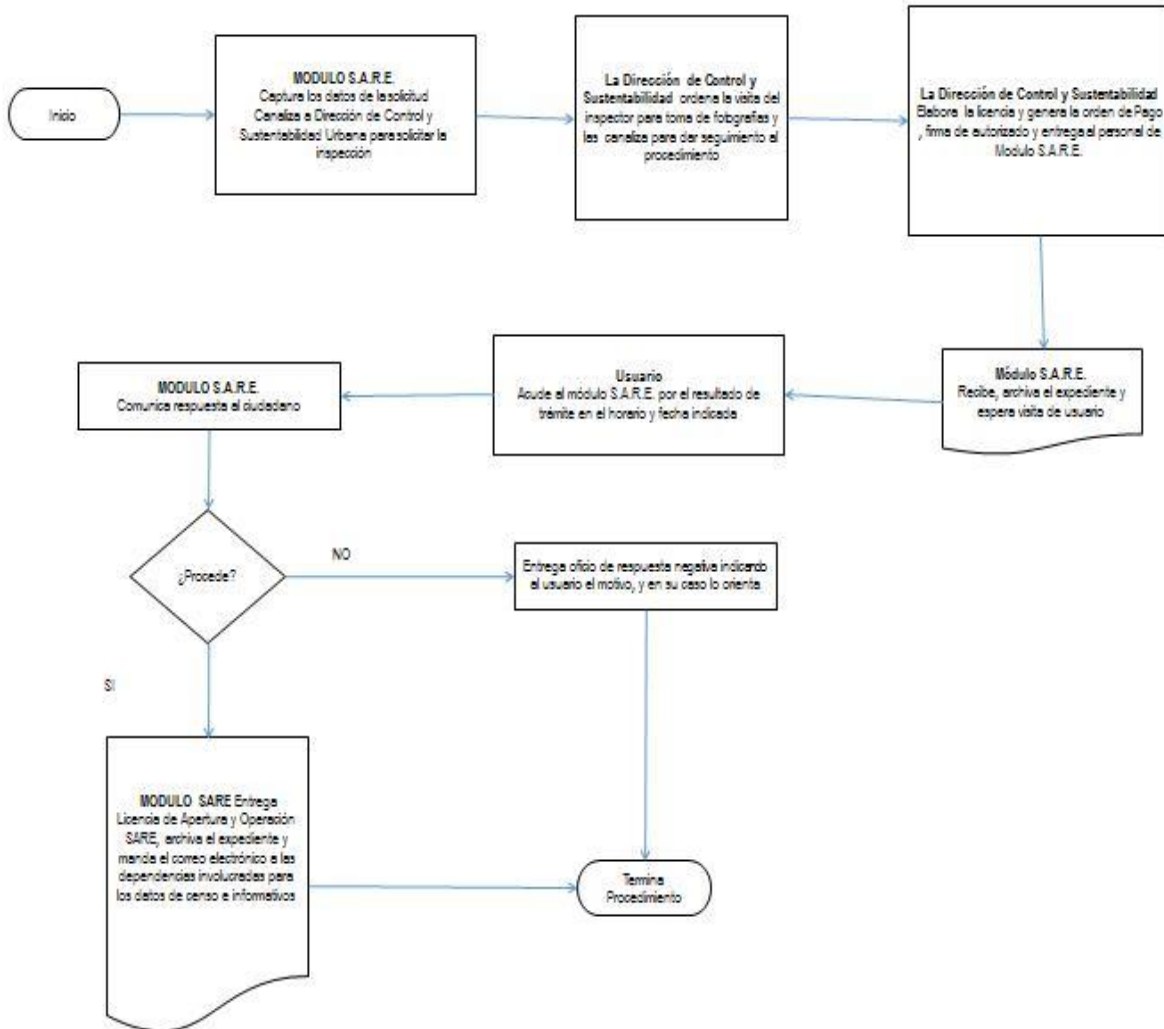 Inicio
MODULO S.A.R.E.
Captura los datos de la solicitud
Canaliza a Dirección de Control y
Sustentabilidad Urbana para solicitar la
inspección
La Dirección de Control y
Sustentabilidad ordena la visita del
inspector para toma de fotografías y
las canaliza para dar seguimiento al
procedimiento
La Dirección de Control y Sustentabilidad
Elabora la licencia y genera la orden de Pago
, firma de autorizado y entrega al personal de
Modulo S.A.R.E.
Módulo S.A.R.E.
Recibe, archiva el expediente y
espera visita de usuario
Usuario
Acude al módulo S.A.R.E. por el resultado de
trámite en el horario y fecha indicada
MODULO S.A.R.E.
Comunica respuesta al ciudadano
¿Procede?
NO
Entrega oficio de respuesta negativa indicando
al usuario el motivo, y en su caso lo orienta
SI
MODULO SARE Entrega
Licencia de Apertura y Operación
SARE, archiva el expediente y
manda el correo electrónico a las
dependencias involucradas para
los datos de censo e informativos
Termina
Procedimiento